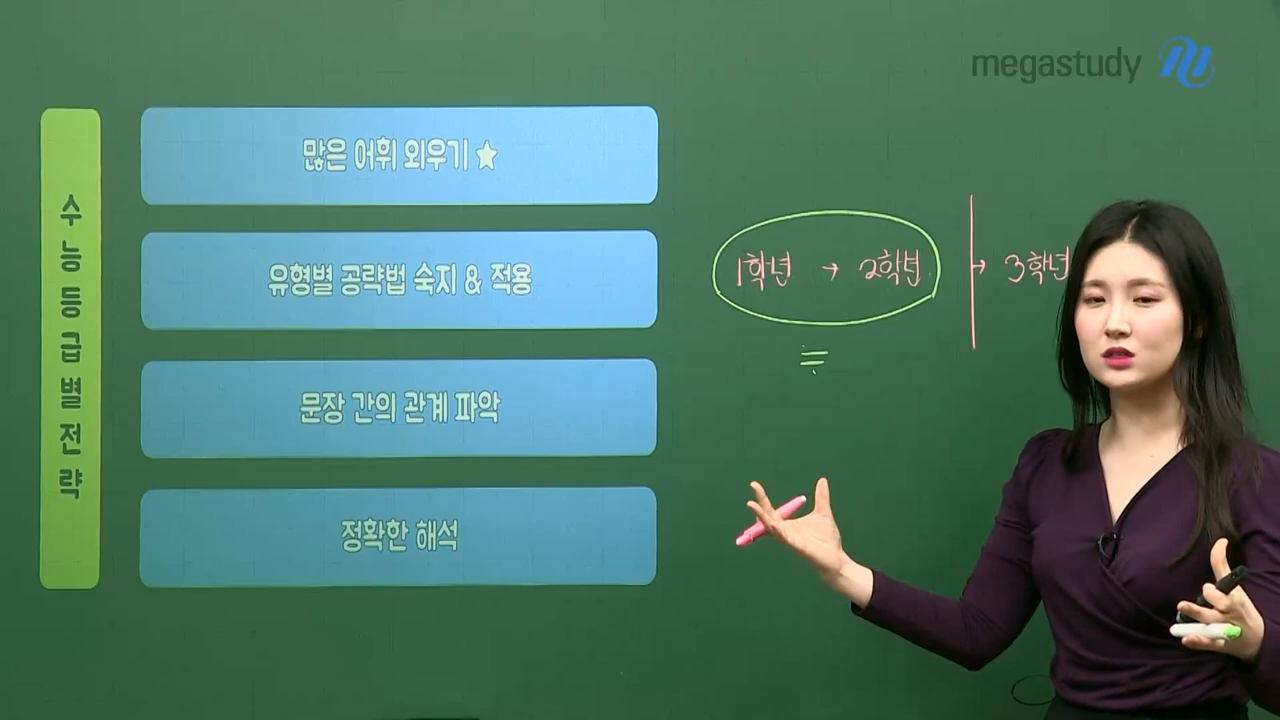 megastudy
수능등급별전략
많은 어휘 외우기 ★
유형별 공략법 숙지 & 적용
문장 간의 관계 파악
정확한 해석
1학년 → 2학년 → 3학년